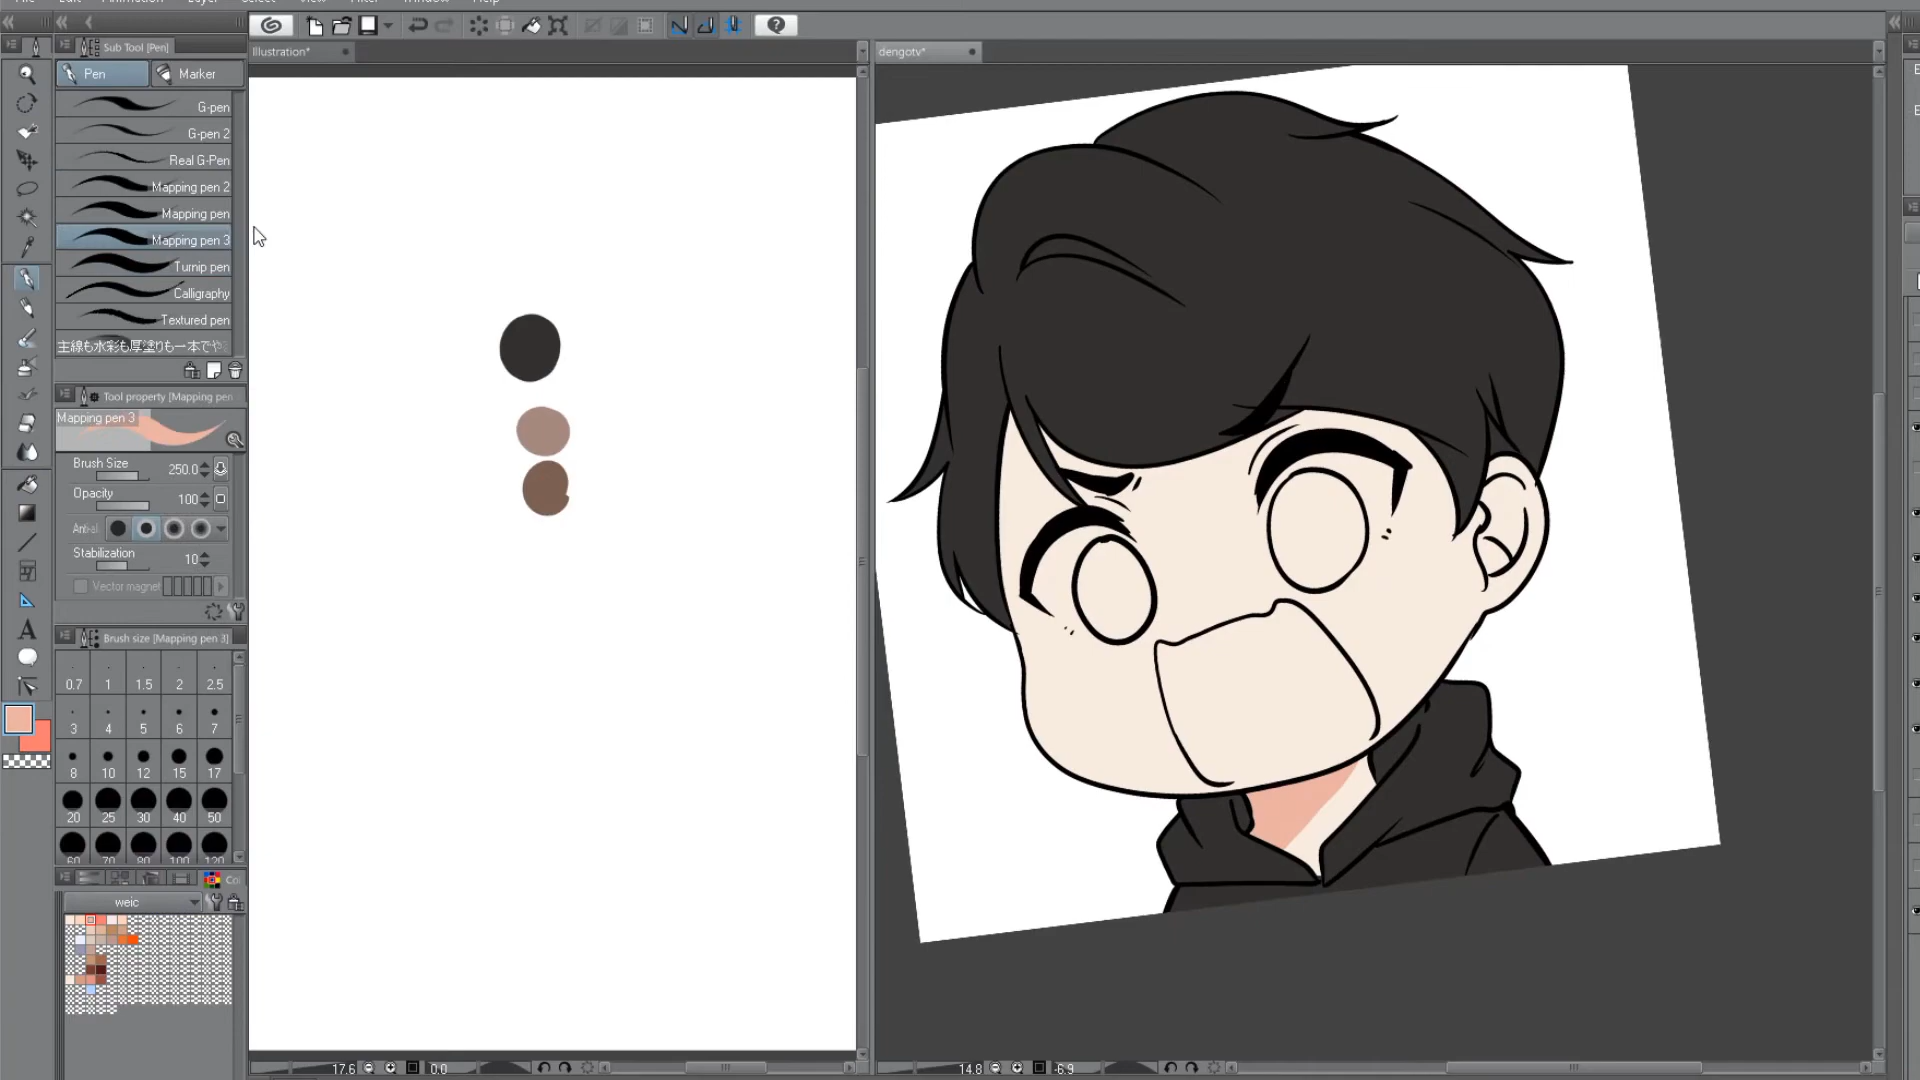 File Edit Animation Layer Select View Filter Window Help
Sub Tool [Pen]
Illustration*
dengotv*
Pen
Marker
G-pen
G-pen 2
Real G-Pen
Mapping pen 2
Mapping pen
Mapping pen 3
Turnip pen
Calligraphy
Textured pen
主線も水彩も厚塗りも一本でや
Tool property [Mapping pen
Mapping pen 3
Brush Size 250.0
Opacity 100
Anti-al
Stabilization 10
Vector magnet
Brush size [Mapping pen 3]
0.7 1 1.5 2 2.5
3 4 5 6 7
8 10 12 15 17
20 25 30 40 50
60 70 80 100 120
Co
weic
17.6 0.0
14.8 -6.9